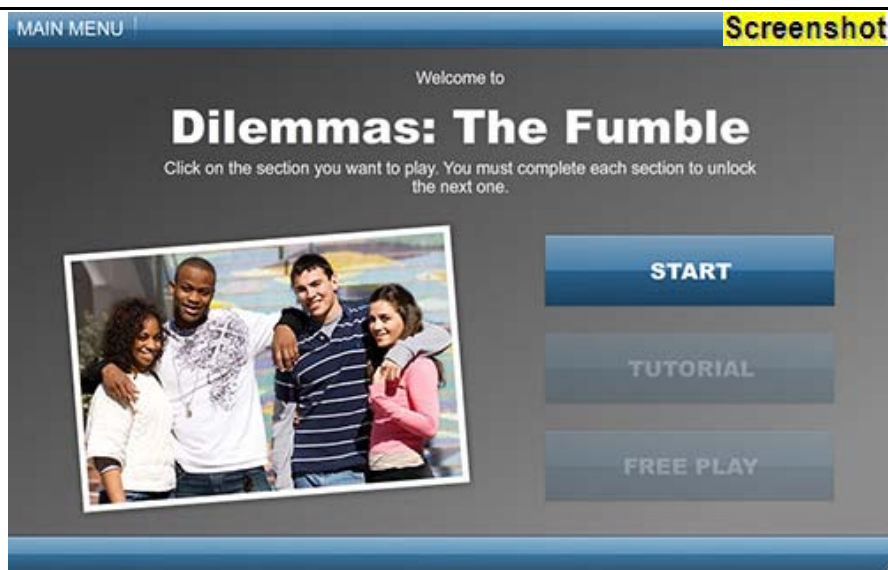 MAIN MENU
Screenshot
Welcome to
Dilemmas: The Fumble
Click on the section you want to play. You must complete each section to unlock
the next one.
START
TUTORIAL
FREE PLAY